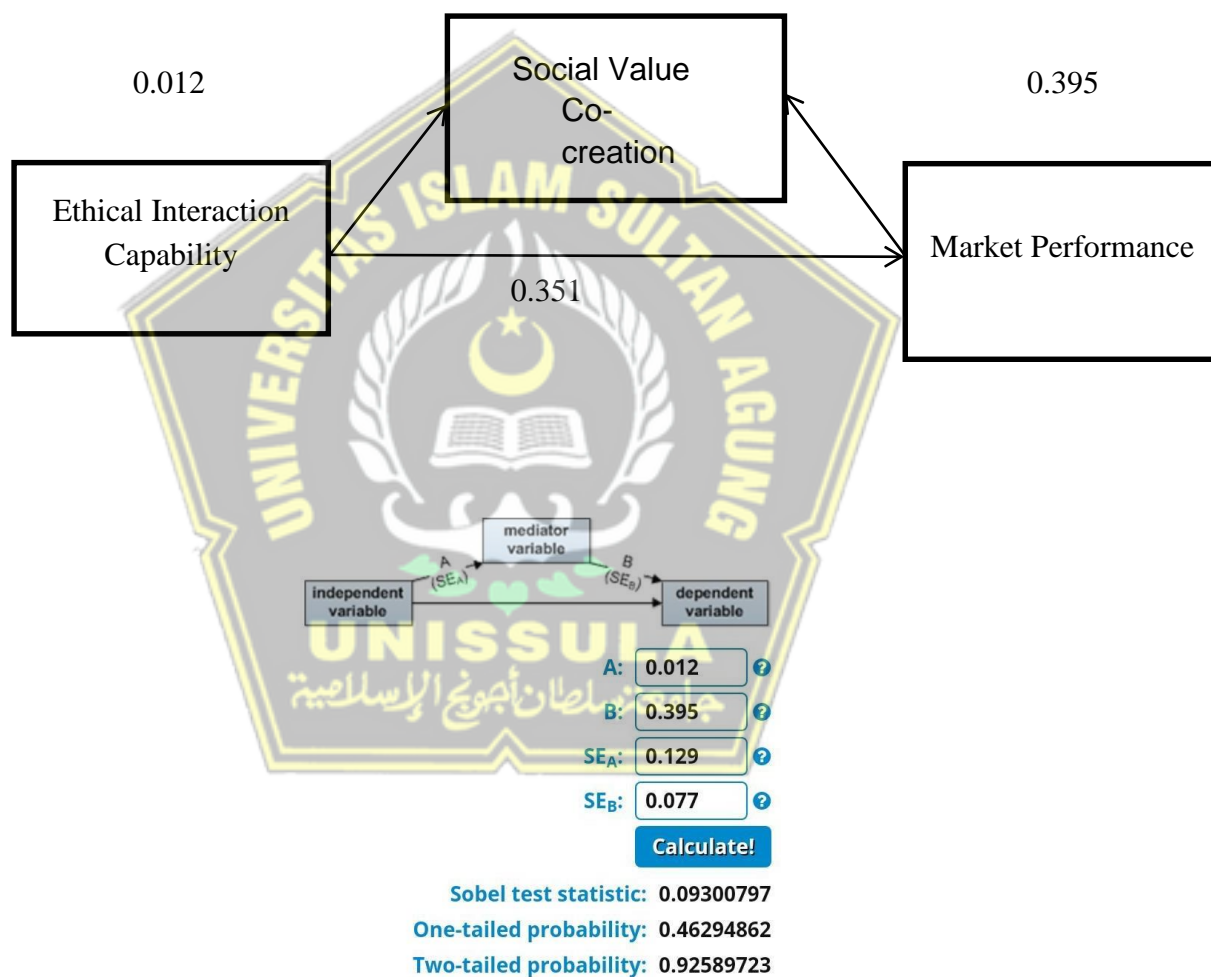 0.012
Social Value
Co-
creation
0.395
Ethical Interaction
Capability
Market Performance
0.351
UNIVERSITAS ISLAM SULTAN AGUNG
mediator
variable
A
(SEA)
B
(SEB)
independent
variable
dependent
variable
UNISSULA
جامعة سلطان أجونج الإسلامية
A: 0.012
B: 0.395
SEA: 0.129
SEB: 0.077
Calculate!
Sobel test statistic: 0.09300797
One-tailed probability: 0.46294862
Two-tailed probability: 0.92589723